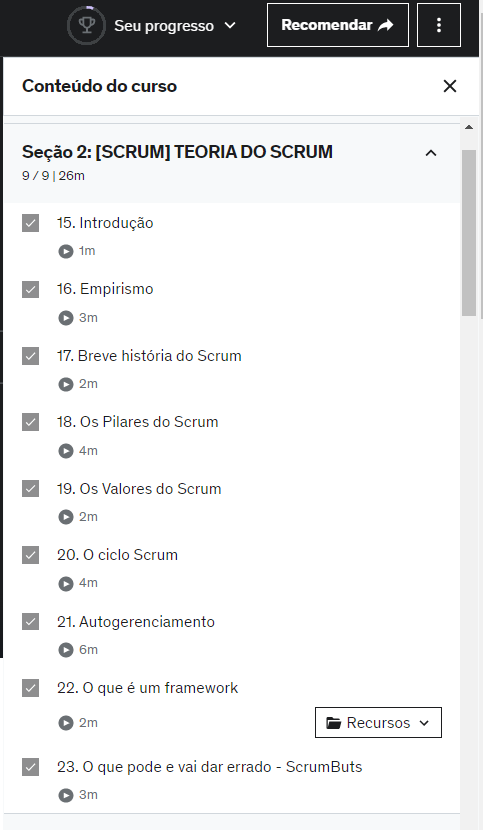 Seu progresso
Recomendar
Conteúdo do curso
Seção 2: [SCRUM] TEORIA DO SCRUM
9 / 9 | 26m
15. Introdução
1m
16. Empirismo
3m
17. Breve história do Scrum
2m
18. Os Pilares do Scrum
4m
19. Os Valores do Scrum
2m
20. O ciclo Scrum
4m
21. Autogerenciamento
6m
22. O que é um framework
2m
Recursos
23. O que pode e vai dar errado - ScrumButs
3m